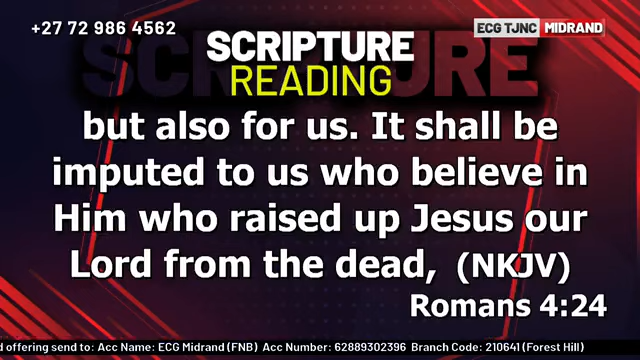 +27 72 986 4562
ECG TJNC MIDRAND
SCRIPTURE
READING
but also for us. It shall be
imputed to us who believe in
Him who raised up Jesus our
Lord from the dead, (NKJV)
Romans 4:24
offering send to: Acc Name: ECG Midrand (FNB) Acc Number: 62889302396 Branch Code: 210641 (Forest Hill)